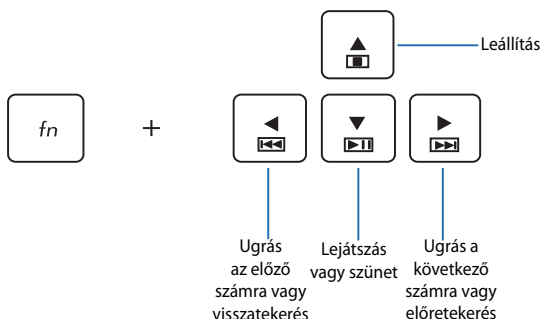 Leállítás
fn
+
Ugrás
az előző
számra vagy
visszatekerés
Lejátszás
vagy szünet
Ugrás a
következő
számra vagy
előretekerés